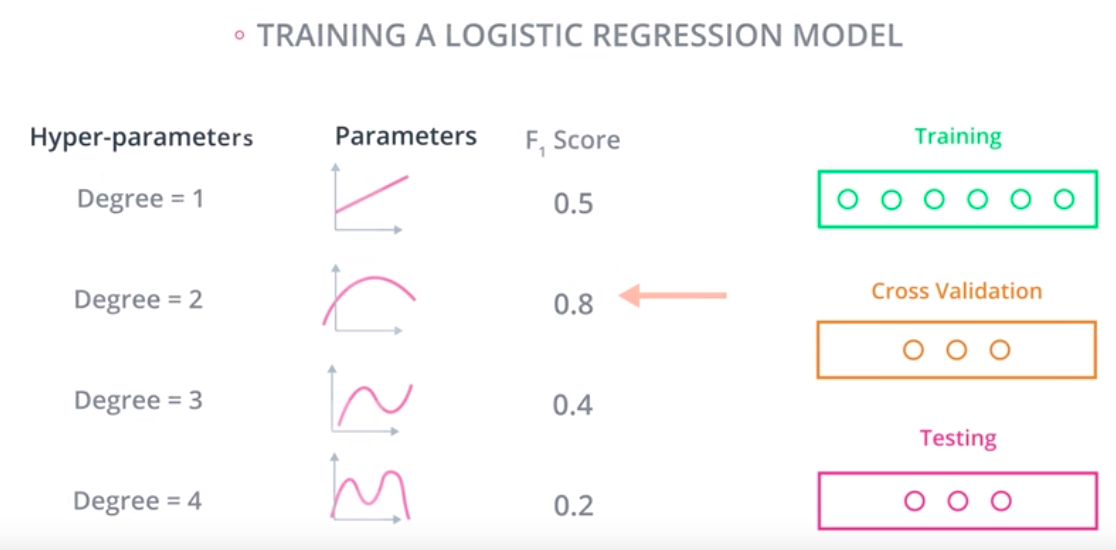 TRAINING A LOGISTIC REGRESSION MODEL
Hyper-parameters Parameters F₁ Score Training
Degree = 1 0.5
Degree = 2 0.8 Cross Validation
Degree = 3 0.4
Testing
Degree = 4 0.2